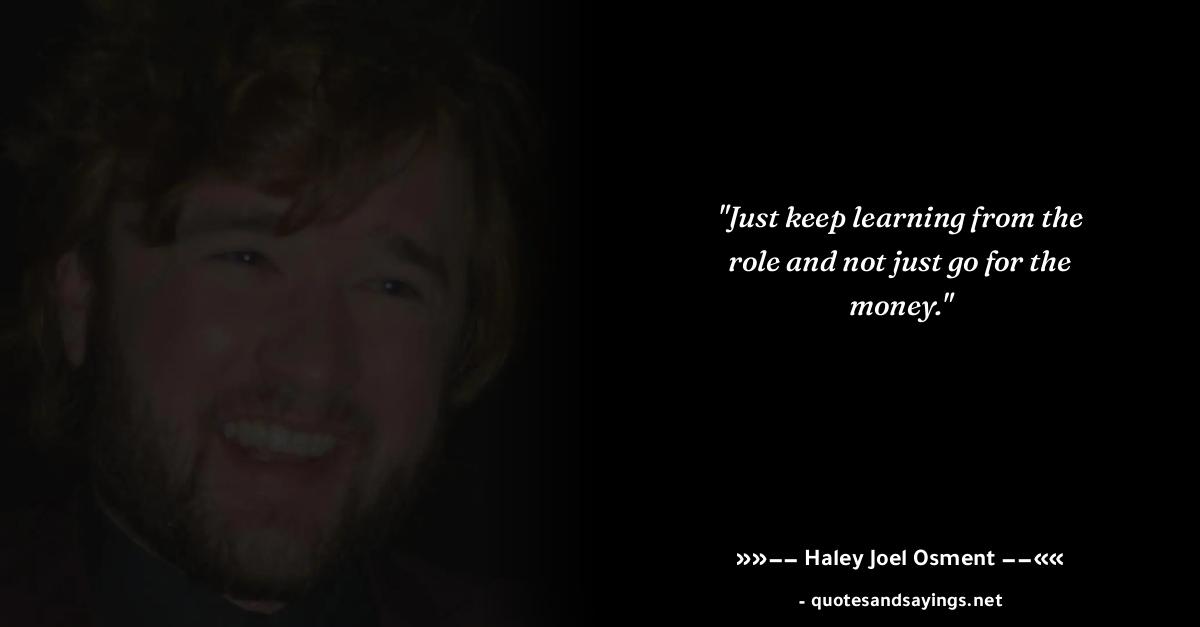 "Just keep learning from the
role and not just go for the
money."
»»–– Haley Joel Osment ––««
- quotesandsayings.net